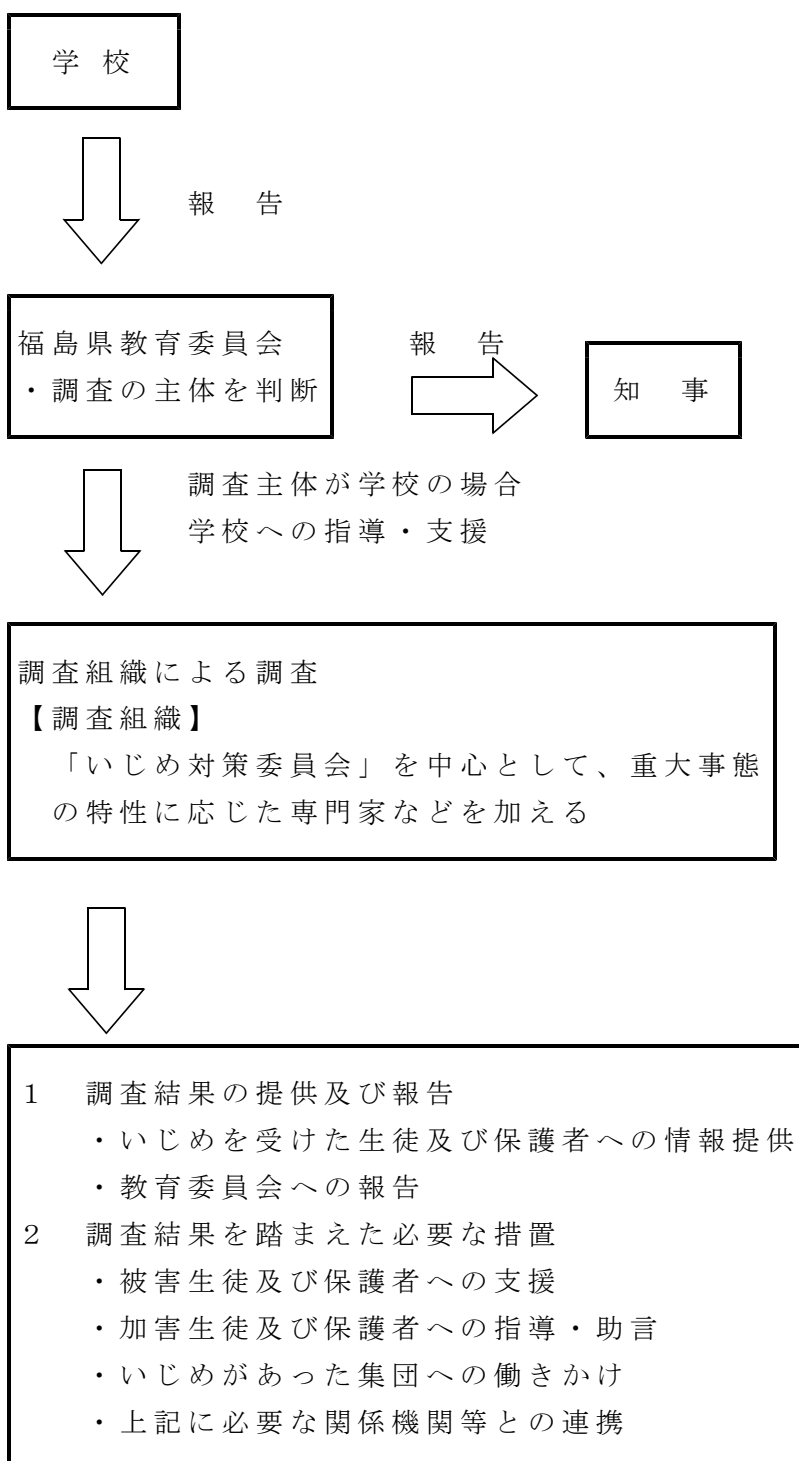 学校
報告
福島県教育委員会
・調査の主体を判断
報告
知事
調査主体が学校の場合
学校への指導・支援
調査組織による調査
【調査組織】
「いじめ対策委員会」を中心として、重大事態
の特性に応じた専門家などを加える
1 調査結果の提供及び報告
・いじめを受けた生徒及び保護者への情報提供
・教育委員会への報告
2 調査結果を踏まえた必要な措置
・被害生徒及び保護者への支援
・加害生徒及び保護者への指導・助言
・いじめがあった集団への働きかけ
・上記に必要な関係機関等との連携